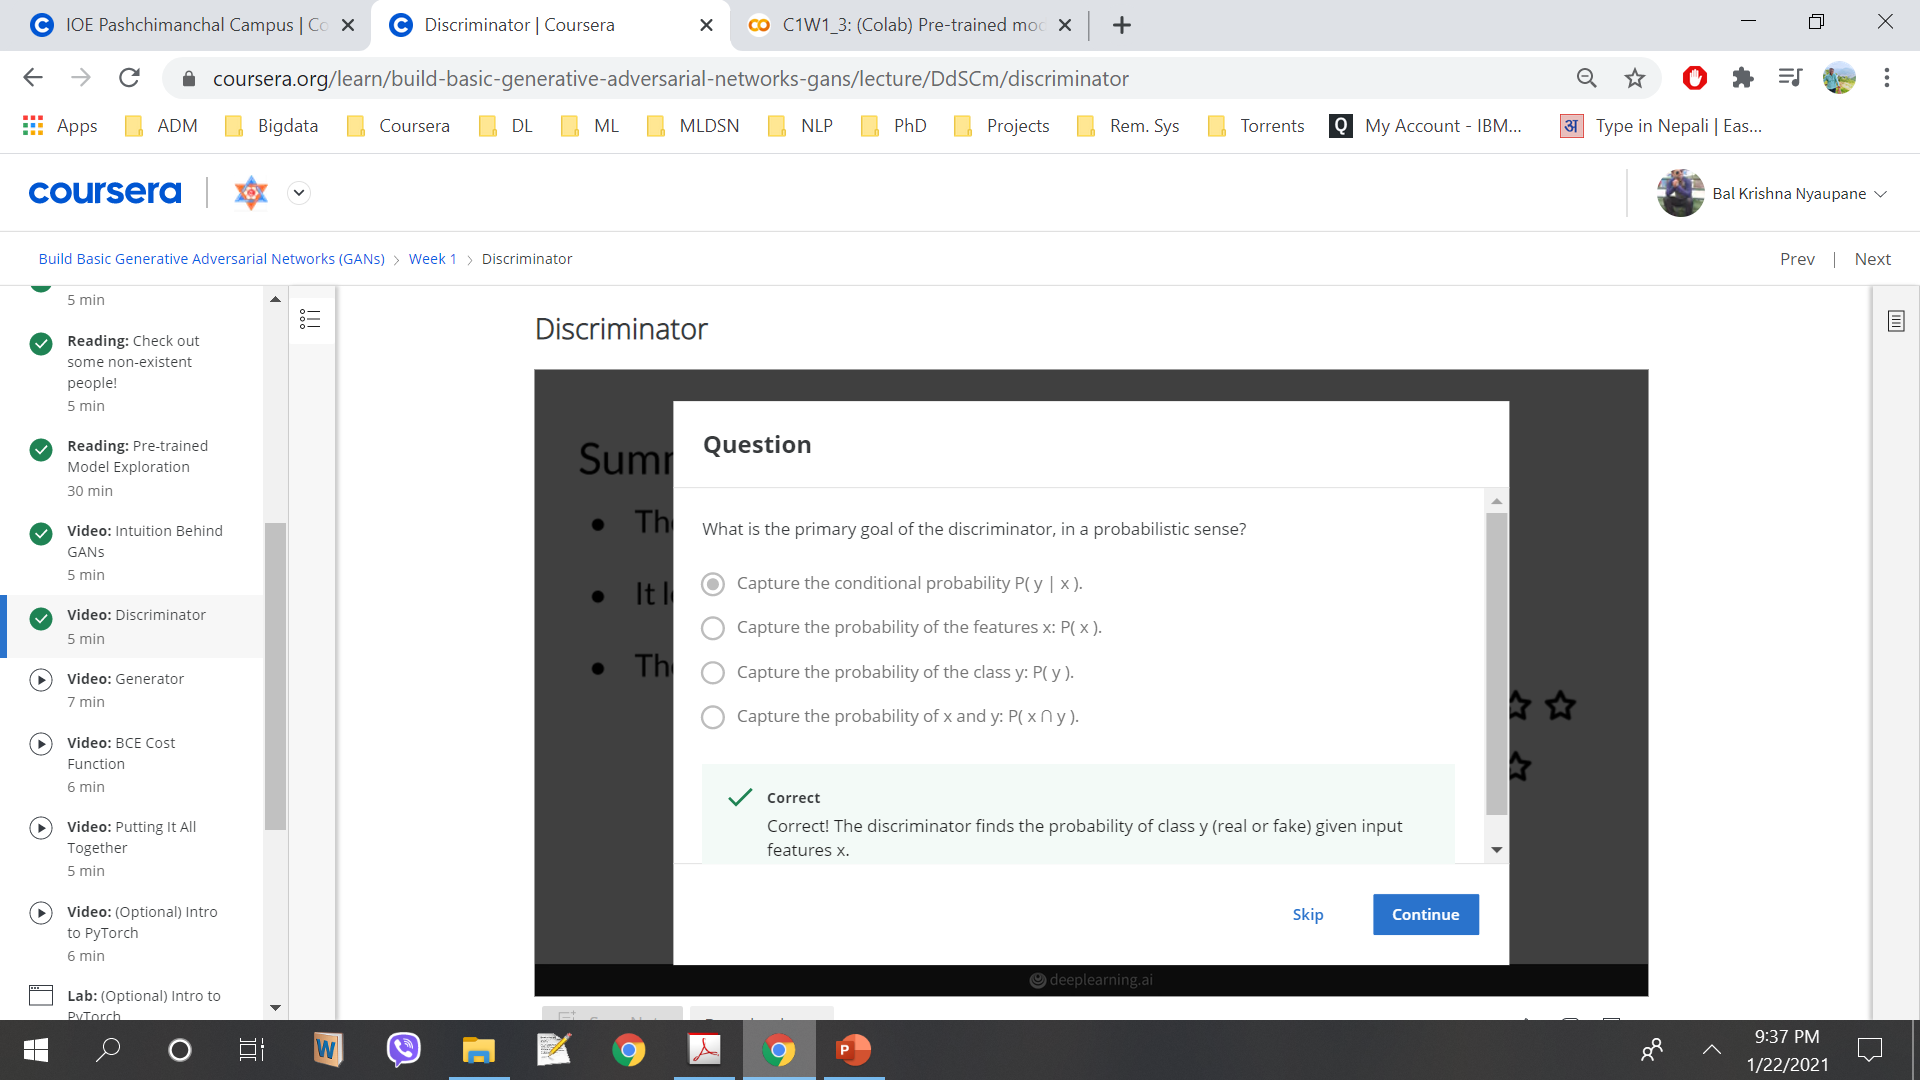 IOE Pashchimanchal Campus | Co
Discriminator | Coursera
C1W1_3: (Colab) Pre-trained mod
coursera.org/learn/build-basic-generative-adversarial-networks-gans/lecture/DdSCm/discriminator
Apps
ADM
Bigdata
Coursera
DL
ML
MLDSN
NLP
PhD
Projects
Rem. Sys
Torrents
Q
My Account - IBM...
अ
Type in Nepali | Eas...
coursera
Bal Krishna Nyaupane
Build Basic Generative Adversarial Networks (GANs) > Week 1 > Discriminator
Prev | Next
5 min
Reading: Check out
some non-existent
people!
5 min
Reading: Pre-trained
Model Exploration
30 min
Video: Intuition Behind
GANs
5 min
Video: Discriminator
5 min
Video: Generator
7 min
Video: BCE Cost
Function
6 min
Video: Putting It All
Together
5 min
Video: (Optional) Intro
to PyTorch
6 min
Lab: (Optional) Intro to
PyTorch
Discriminator
Summ
The
It le
The
Question
What is the primary goal of the discriminator, in a probabilistic sense?
Capture the conditional probability P( y | x ).
Capture the probability of the features x: P( x ).
Capture the probability of the class y: P( y ).
Capture the probability of x and y: P( x ∩ y ).
Correct
Correct! The discriminator finds the probability of class y (real or fake) given input
features x.
Skip
Continue
deeplearning.ai
9:37 PM
1/22/2021